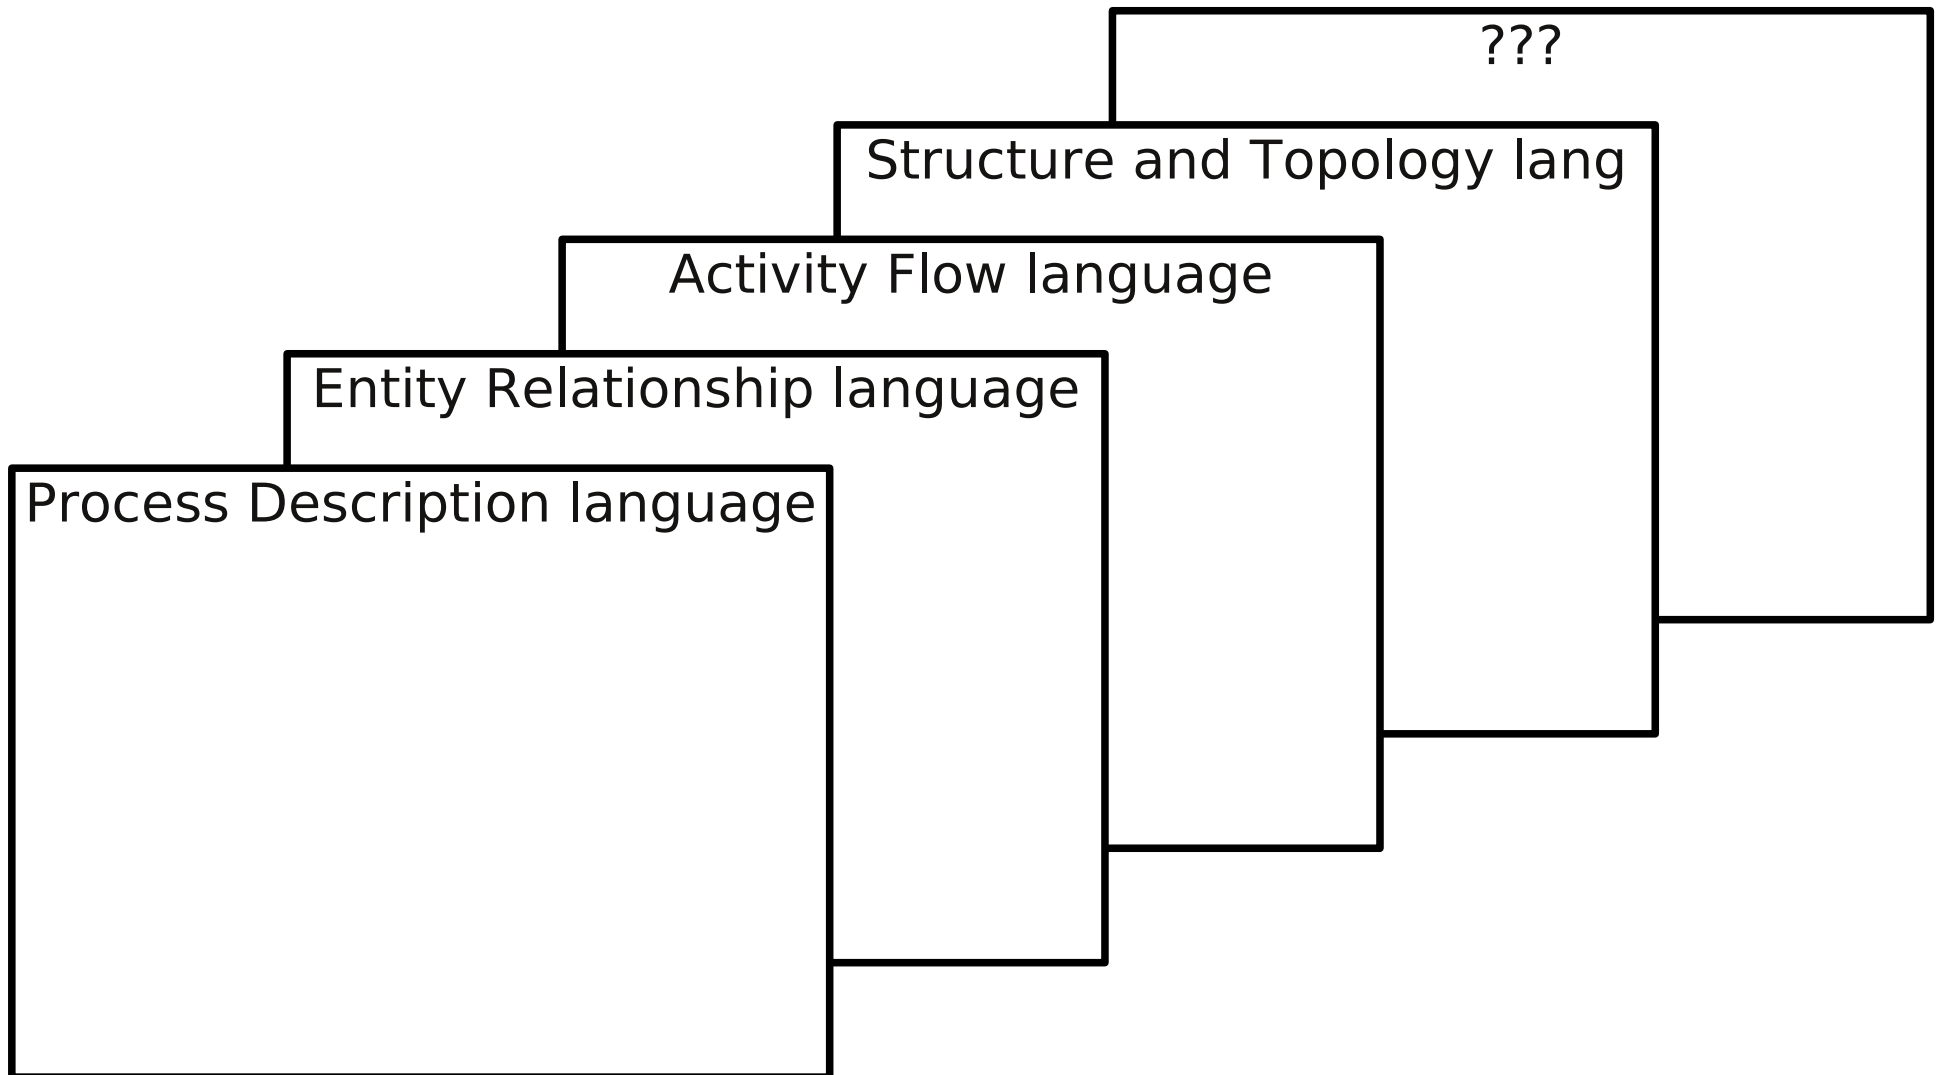 ???
Structure and Topology lang
Activity Flow language
Entity Relationship language
Process Description language